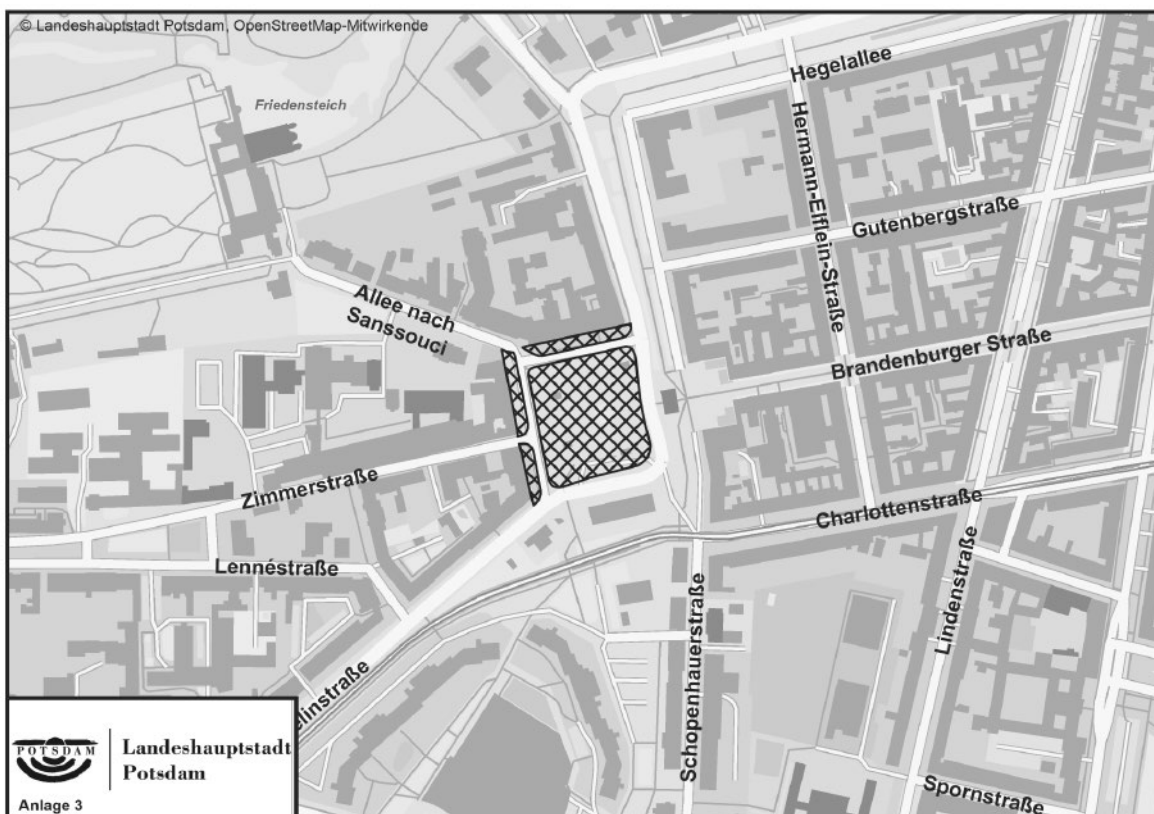 © Landeshauptstadt Potsdam, OpenStreetMap-Mitwirkende
Hegelallee
Friedensteich
Hermann-Elflein-Straße
Gutenbergstraße
Allee nach
Sanssouci
Brandenburger Straße
Zimmerstraße
Charlottenstraße
Lennéstraße
Lindenstraße
Schopenhauerstraße
elinstraße
POTSDAM
Landeshauptstadt
Potsdam
Spornstraße
Anlage 3